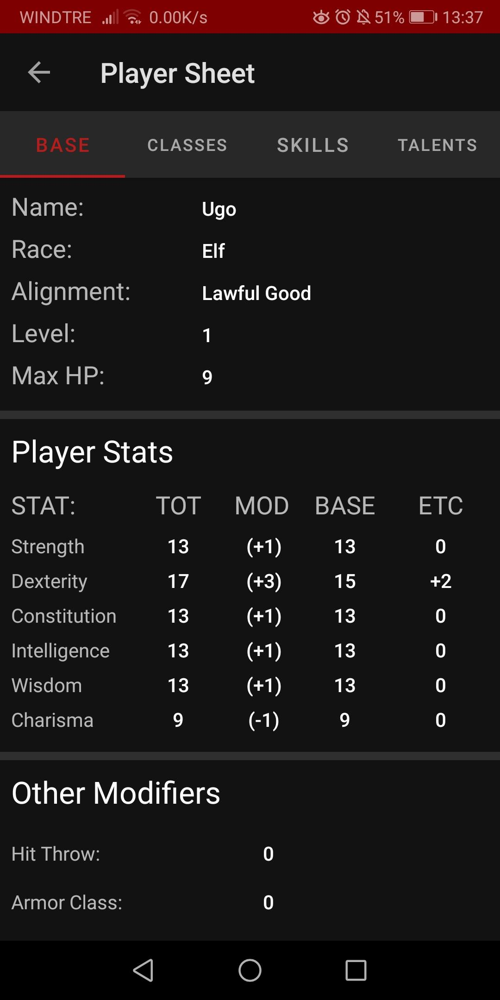 WINDTRE 0.00K/s 51% 13:37
Player Sheet
BASE CLASSES SKILLS TALENTS
Name: Ugo
Race: Elf
Alignment: Lawful Good
Level: 1
Max HP: 9
Player Stats
STAT: TOT MOD BASE ETC
Strength 13 (+1) 13 0
Dexterity 17 (+3) 15 +2
Constitution 13 (+1) 13 0
Intelligence 13 (+1) 13 0
Wisdom 13 (+1) 13 0
Charisma 9 (-1) 9 0
Other Modifiers
Hit Throw: 0
Armor Class: 0